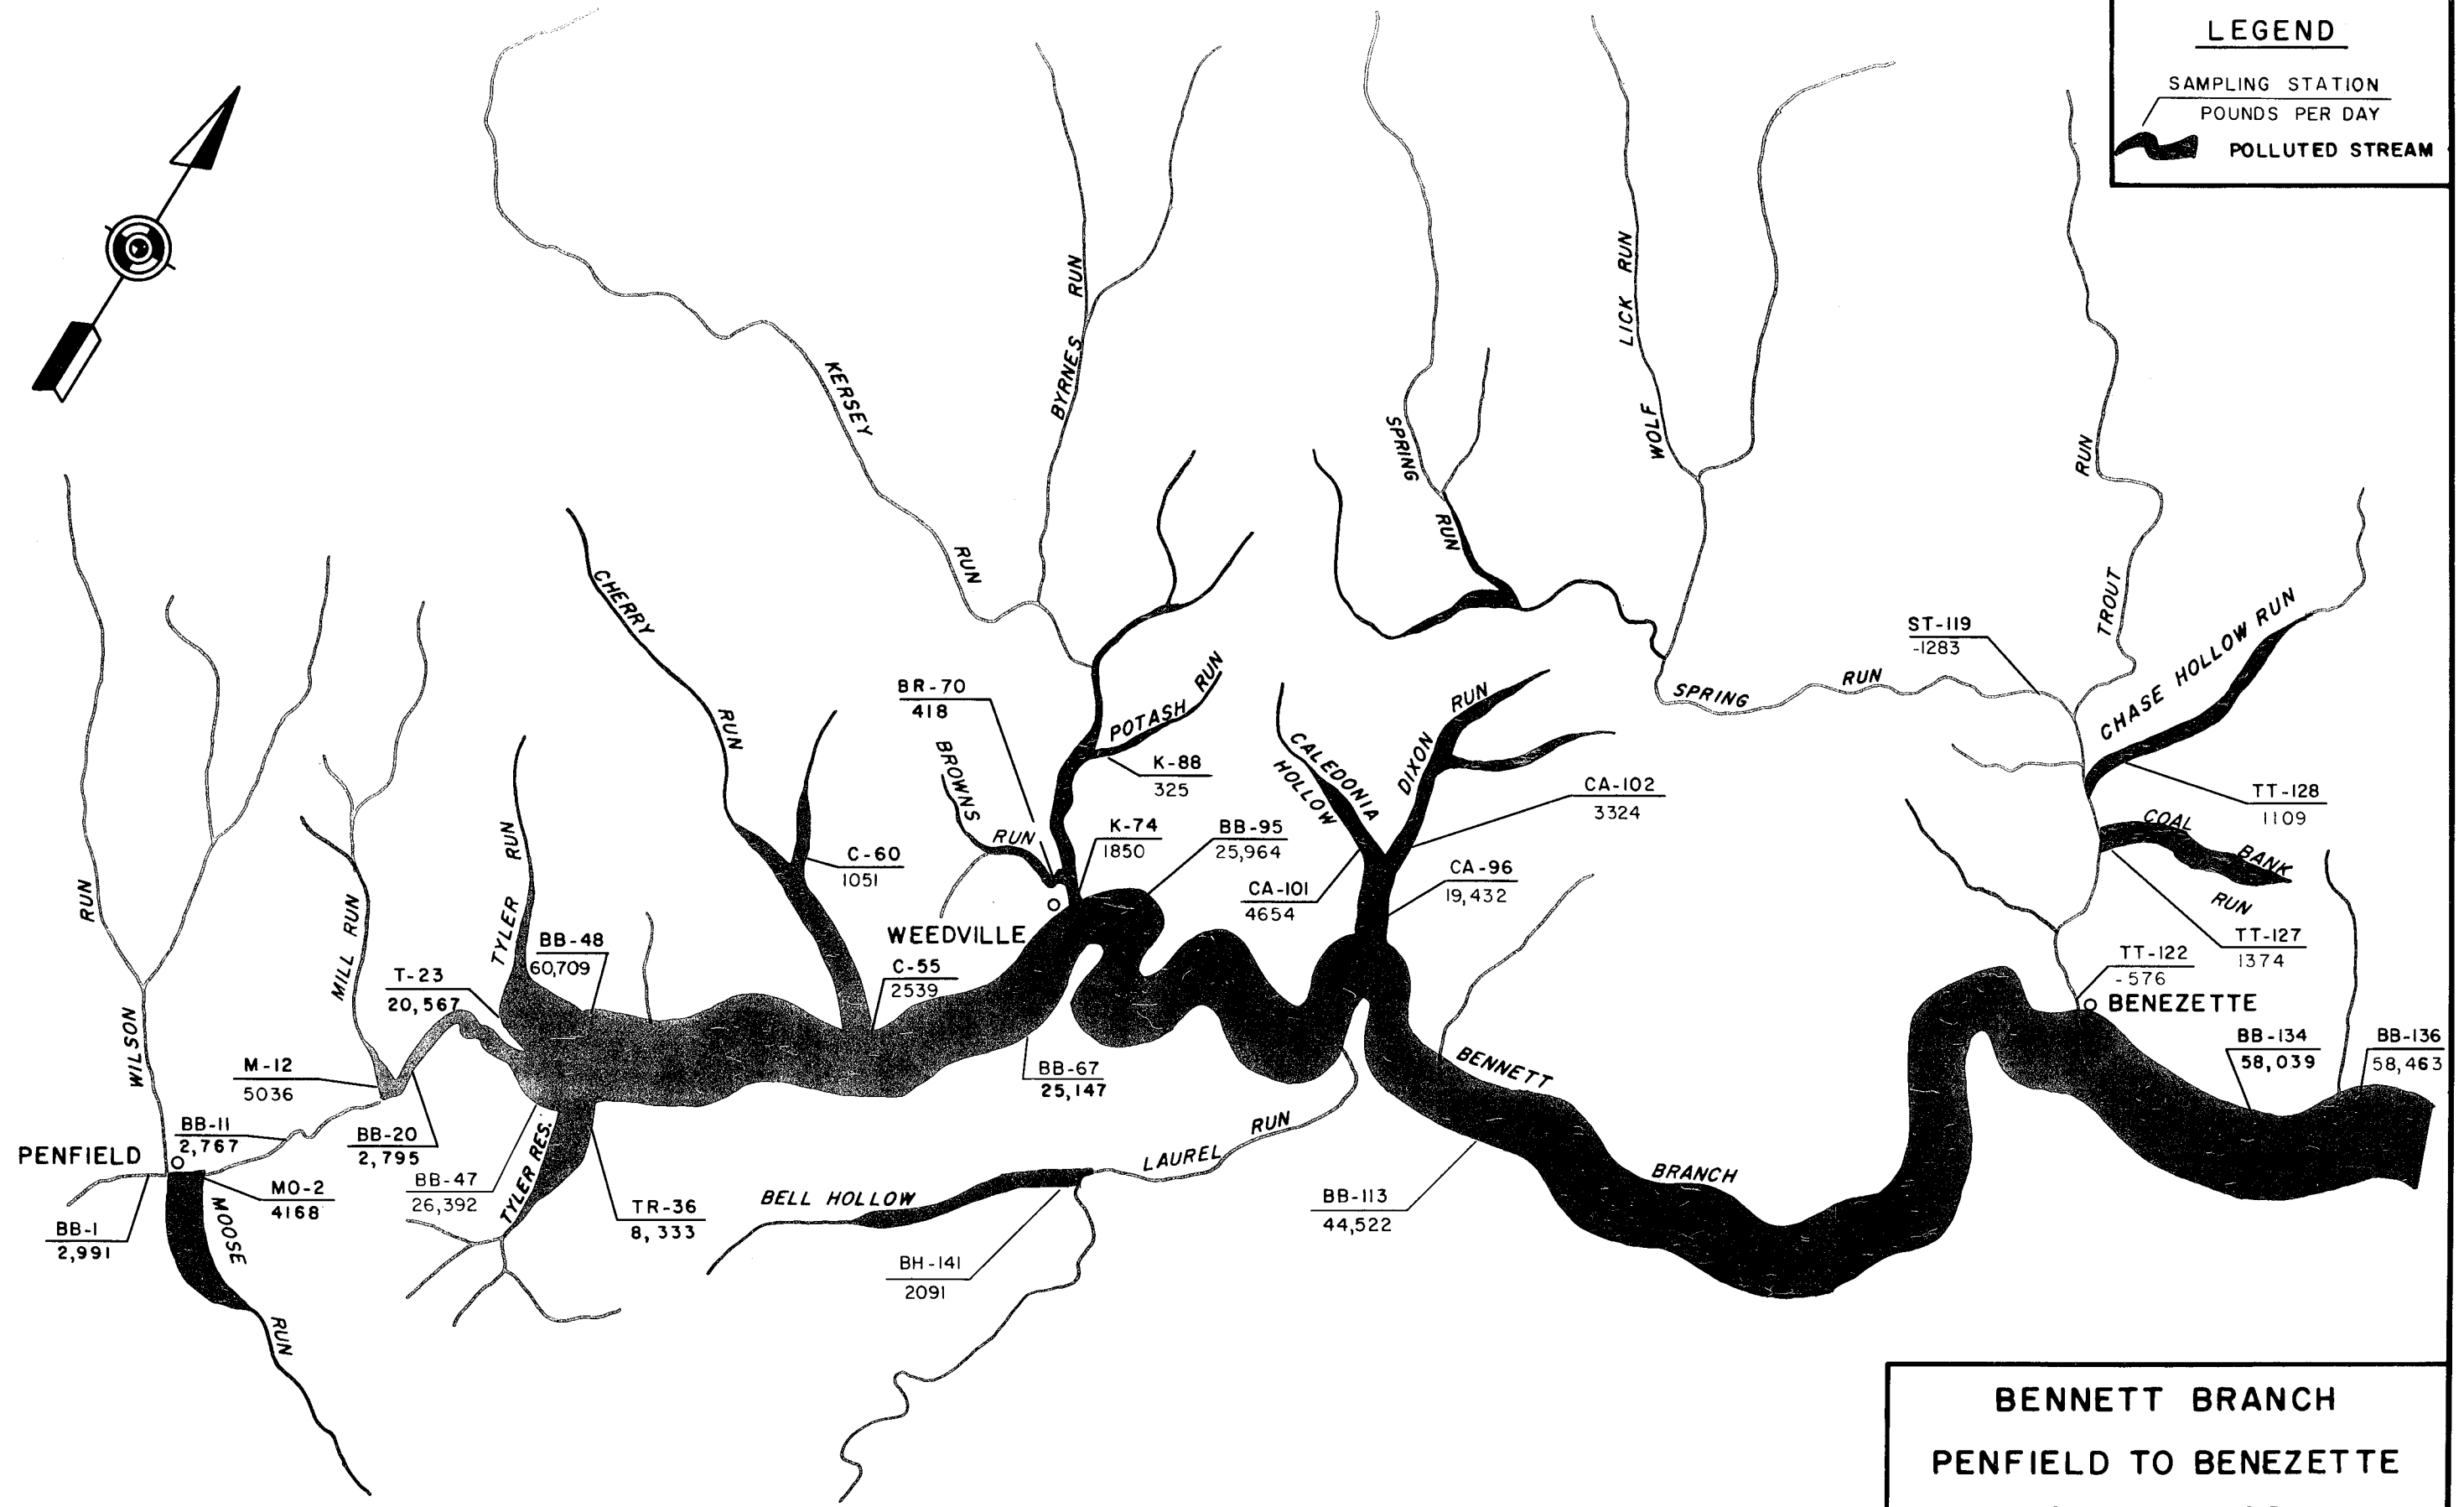 LEGEND
SAMPLING STATION
POUNDS PER DAY
POLLUTED STREAM
LICK RUN
WOLF
BYRNES RUN
KERSEY
RUN
SPRING
RUN
RUN
TROUT
CHERRY
RUN
ST-119
-1283
SPRING RUN
CHASE HOLLOW RUN
BR-70
418
POTASH RUN
BROWNS
RUN
K-88
325
CALEDONIA
HOLLOW
DIXON RUN
CA-102
3324
TT-128
1109
COAL
BANK
RUN
K-74
1850
BB-95
25,964
C-60
1051
CA-101
4654
CA-96
19,432
TYLER RUN
MILL RUN
RUN
WILSON
WEEDVILLE
BB-48
60,709
T-23
20,567
C-55
2539
TT-127
1374
TT-122
-576
BENEZETTE
BB-134
58,039
BB-136
58,463
M-12
5036
BB-67
25,147
BENNETT
BRANCH
BB-11
2,767
BB-20
2,795
PENFIELD
MO-2
4168
BB-1
2,991
MOOSE
RUN
BB-47
26,392
TYLER RES.
TR-36
8,333
BELL HOLLOW
LAUREL RUN
BH-141
2091
BB-113
44,522
BENNETT BRANCH
PENFIELD TO BENEZETTE